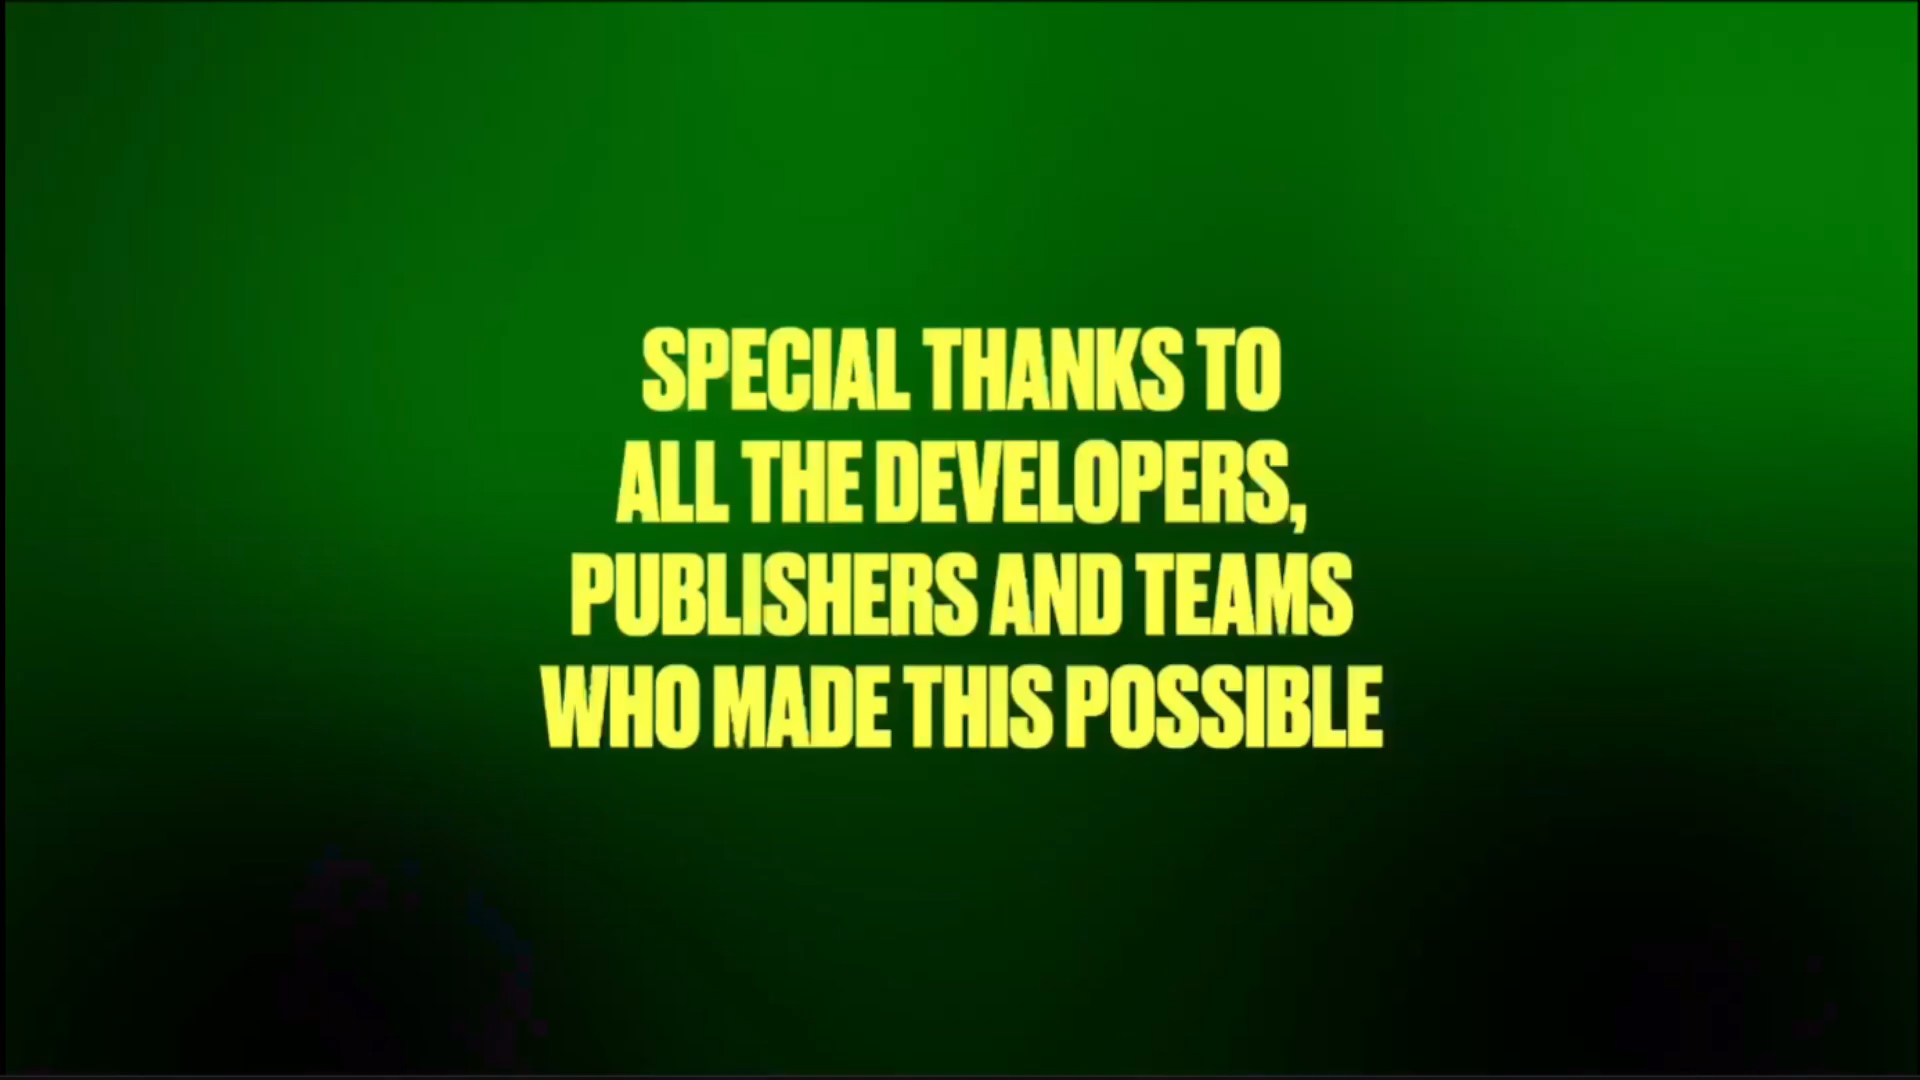 SPECIAL THANKS TO
ALL THE DEVELOPERS,
PUBLISHERS AND TEAMS
WHO MADE THIS POSSIBLE